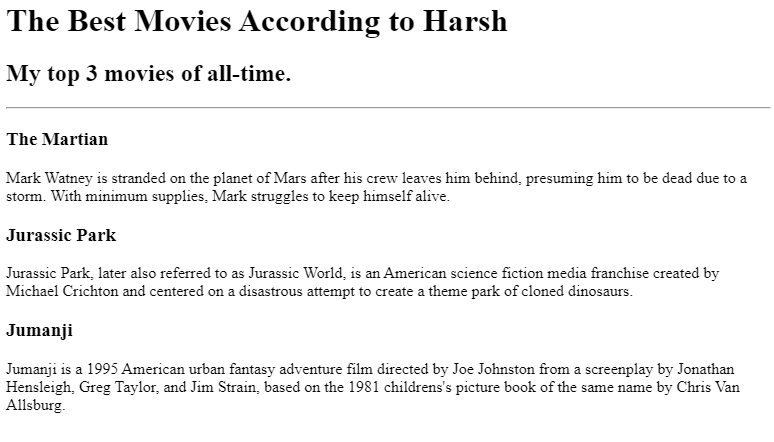 The Best Movies According to Harsh
My top 3 movies of all-time.
The Martian
Mark Watney is stranded on the planet of Mars after his crew leaves him behind, presuming him to be dead due to a
storm. With minimum supplies, Mark struggles to keep himself alive.
Jurassic Park
Jurassic Park, later also referred to as Jurassic World, is an American science fiction media franchise created by
Michael Crichton and centered on a disastrous attempt to create a theme park of cloned dinosaurs.
Jumanji
Jumanji is a 1995 American urban fantasy adventure film directed by Joe Johnston from a screenplay by Jonathan
Hensleigh, Greg Taylor, and Jim Strain, based on the 1981 childrens's picture book of the same name by Chris Van
Allsburg.